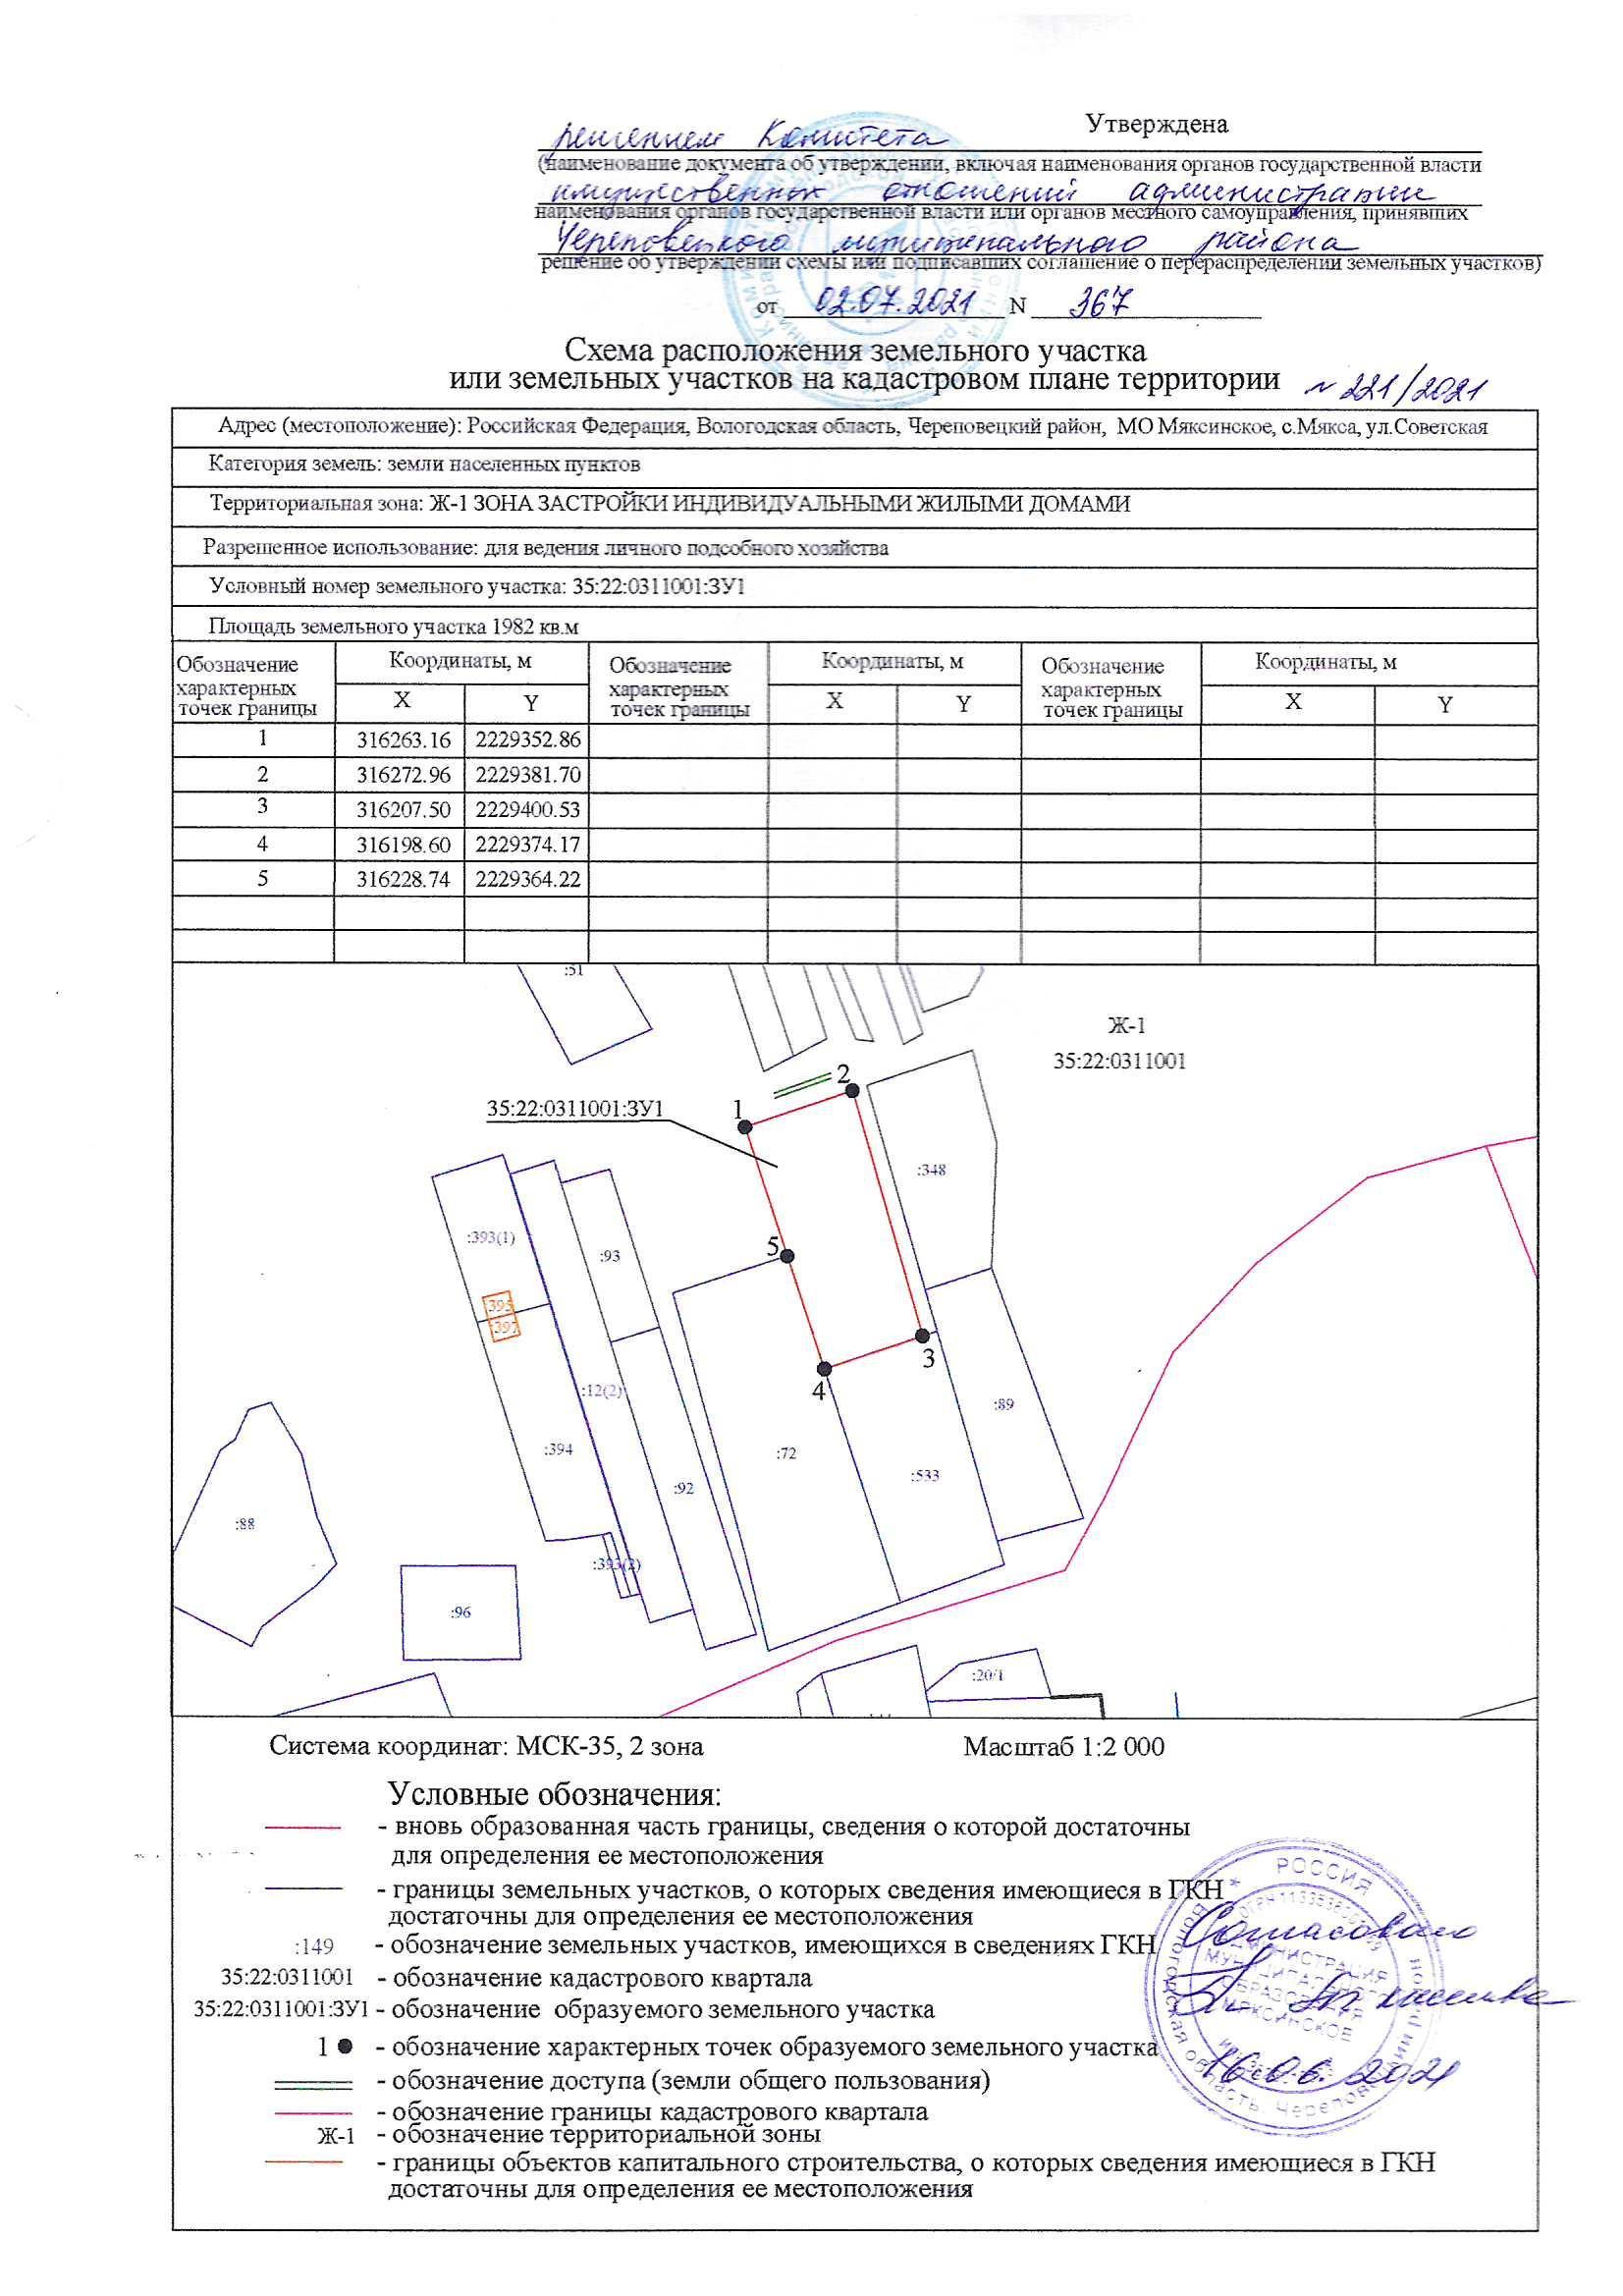 Утверждена
решением Комитета
(наименование документа об утверждении, включая наименования органов государственной власти
имущественных отношений администрации
наименования органов государственной власти или органов местного самоуправления, принявших
Череповецкого муниципального района
решение об утверждении схемы или подписавших соглашение о перераспределении земельных участков)
от 02.07.2021 N 367
Схема расположения земельного участка
или земельных участков на кадастровом плане территории № 221/2021
Адрес (местоположение): Российская Федерация, Вологодская область, Череповецкий район, МО Мяксинское, с.Мякса, ул.Советская
Категория земель: земли населенных пунктов
Территориальная зона: Ж-1 ЗОНА ЗАСТРОЙКИ ИНДИВИДУАЛЬНЫМИ ЖИЛЫМИ ДОМАМИ
Разрешенное использование: для ведения личного подсобного хозяйства
Условный номер земельного участка: 35:22:0311001:ЗУ1
Площадь земельного участка 1982 кв.м
Обозначение характерных точек границы Координаты, м X Y Обозначение характерных точек границы Координаты, м X Y Обозначение характерных точек границы Координаты, м X Y
1 316263.16 2229352.86
2 316272.96 2229381.70
3 316207.50 2229400.53
4 316198.60 2229374.17
5 316228.74 2229364.22
:51
Ж-1
35:22:0311001
2
1
35:22:0311001:ЗУ1
:348
:393(1)
5
:93
:395
:397
3
4
:12(2)
:89
:394
:72
:533
:92
:88
:393(2)
:96
:20/1
Система координат: МСК-35, 2 зона Масштаб 1:2 000
Условные обозначения:
- вновь образованная часть границы, сведения о которой достаточны
для определения ее местоположения
- границы земельных участков, о которых сведения имеющиеся в ГКН
достаточны для определения ее местоположения
:149 - обозначение земельных участков, имеющихся в сведениях ГКН
35:22:0311001 - обозначение кадастрового квартала
35:22:0311001:ЗУ1 - обозначение образуемого земельного участка
1 - обозначение характерных точек образуемого земельного участка
- обозначение доступа (земли общего пользования)
- обозначение границы кадастрового квартала
Ж-1 - обозначение территориальной зоны
- границы объектов капитального строительства, о которых сведения имеющиеся в ГКН
достаточны для определения ее местоположения
РОССИЯ
АДМИНИСТРАЦИЯ
МУНИЦИПАЛЬНОГО
ОБРАЗОВАНИЯ
МЯКСИНСКОЕ
Согласовано
16.06.2021